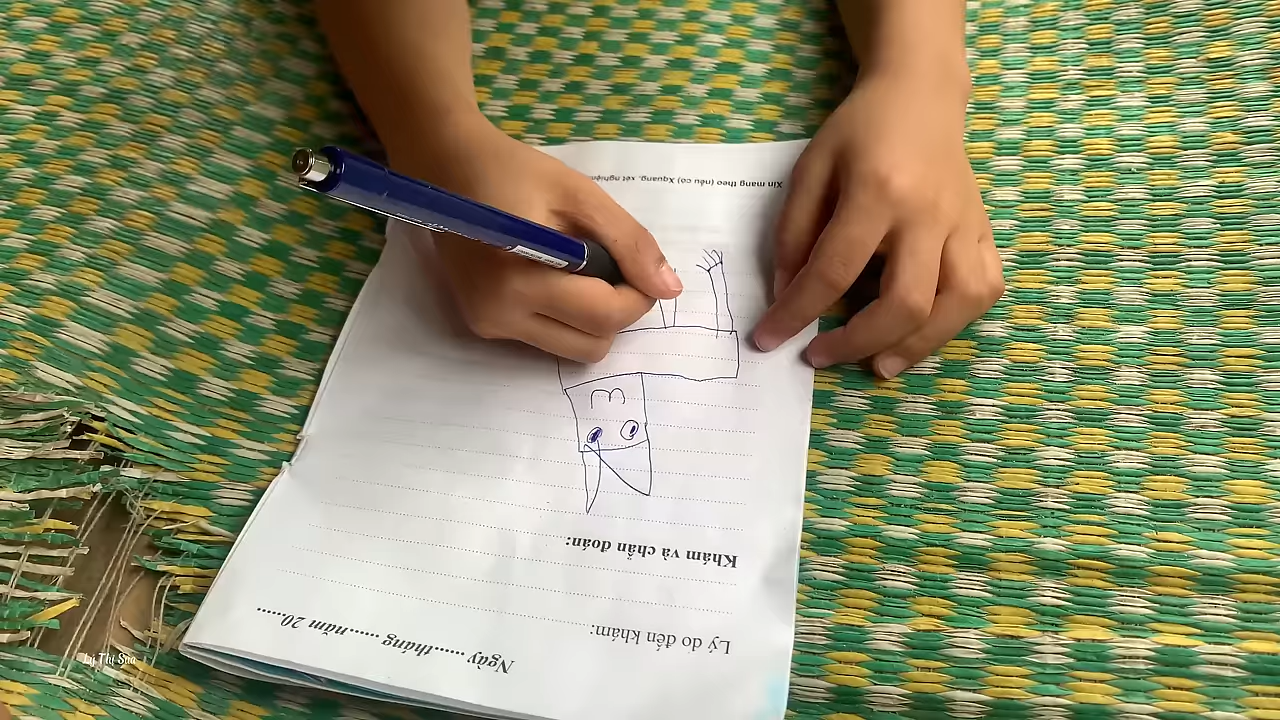 Ngày ......tháng ......năm 20......
Lý do đến khám:
Khám và chẩn đoán:
Xin mang theo (nếu có) Xquang, xét nghiệm
Lý Thị Sua